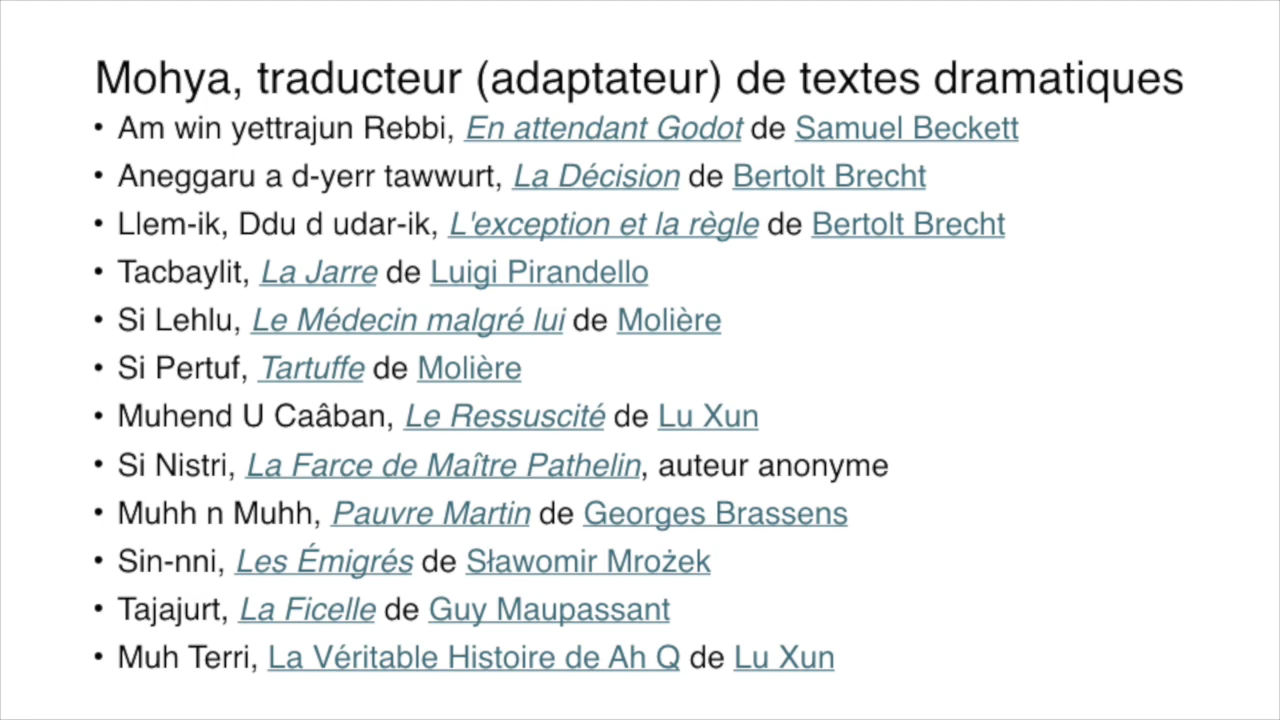 Mohya, traducteur (adaptateur) de textes dramatiques
• Am win yettrajun Rebbi, En attendant Godot de Samuel Beckett
• Aneggaru a d-yerr tawwurt, La Décision de Bertolt Brecht
• Llem-ik, Ddu d udar-ik, L'exception et la règle de Bertolt Brecht
• Tacbaylit, La Jarre de Luigi Pirandello
• Si Lehlu, Le Médecin malgré lui de Molière
• Si Pertuf, Tartuffe de Molière
• Muhend U Caâban, Le Ressuscité de Lu Xun
• Si Nistri, La Farce de Maître Pathelin, auteur anonyme
• Muhh n Muhh, Pauvre Martin de Georges Brassens
• Sin-nni, Les Émigrés de Sławomir Mrożek
• Tajajurt, La Ficelle de Guy Maupassant
• Muh Terri, La Véritable Histoire de Ah Q de Lu Xun